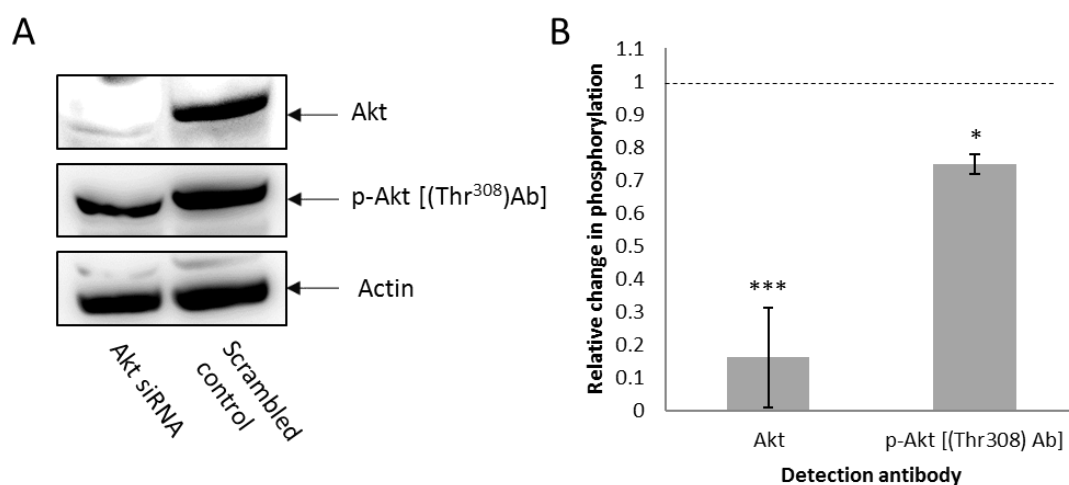 A
Akt
p-Akt [(Thr³⁰⁸)Ab]
Actin
Akt siRNA
Scrambled
control
B
Relative change in phosphorylation
1.1
1
0.9
0.8
0.7
0.6
0.5
0.4
0.3
0.2
0.1
0
***
*
Akt
p-Akt [(Thr308) Ab]
Detection antibody